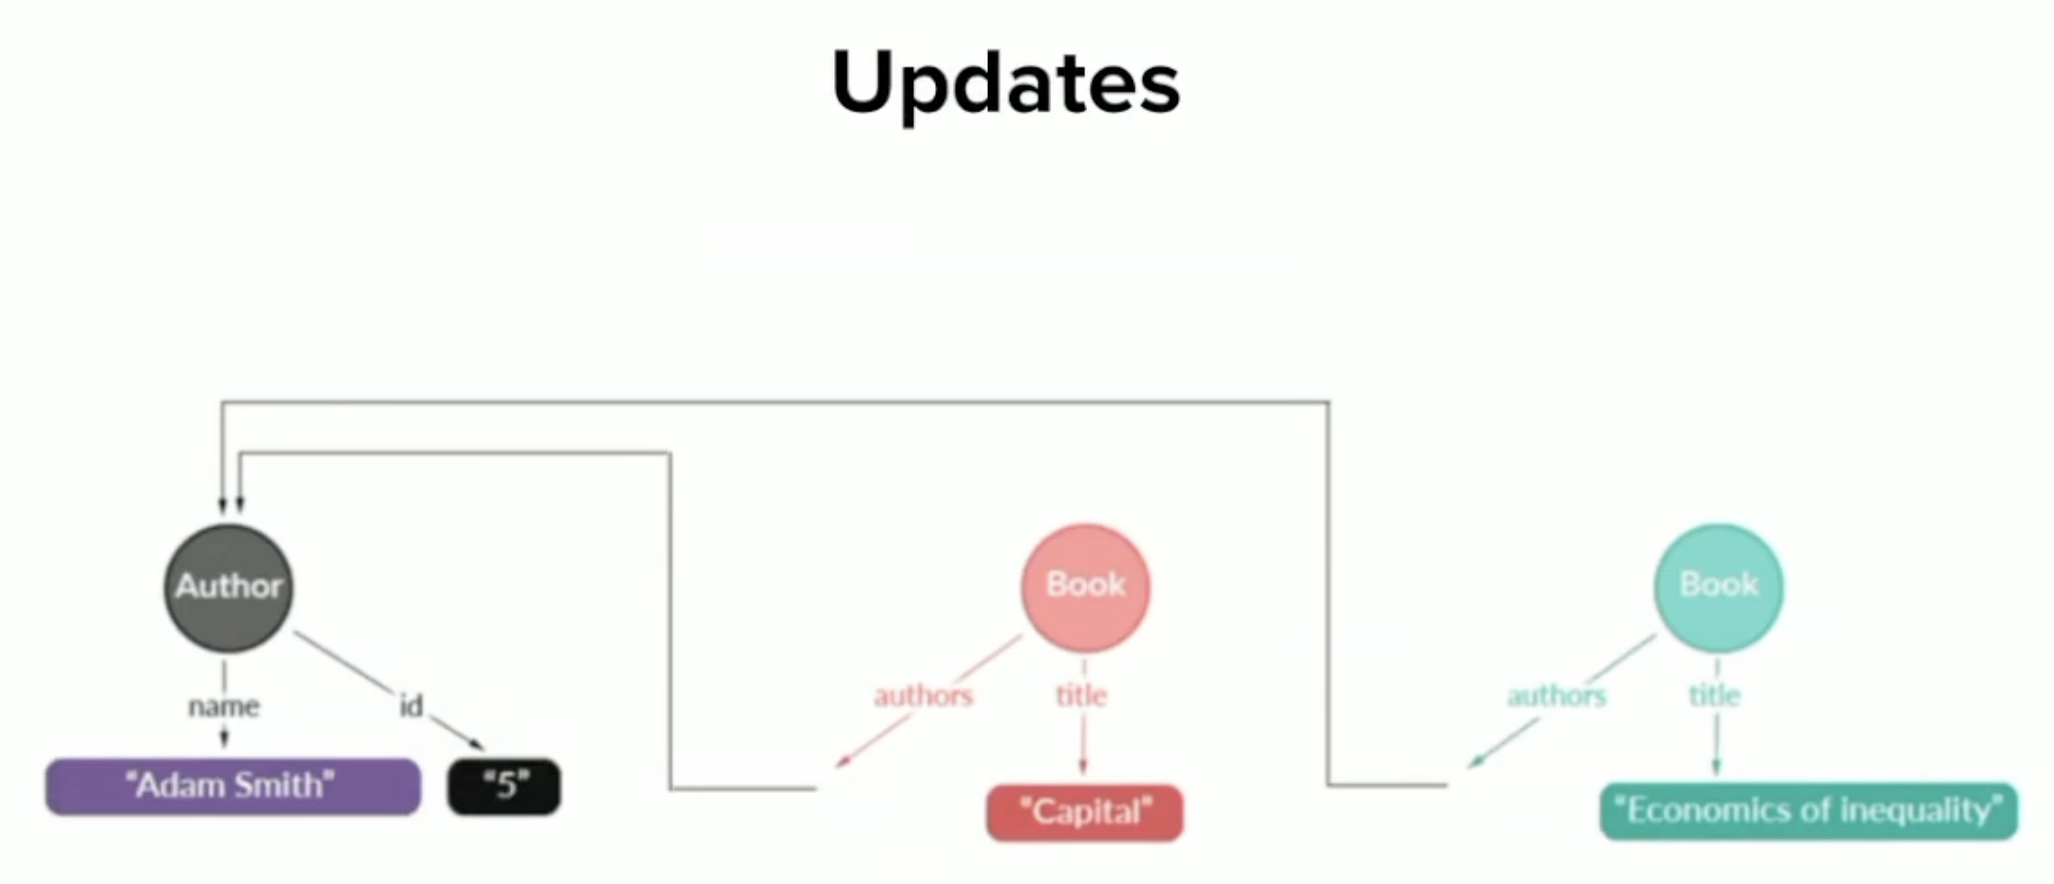 Updates
Author
Book
Book
name
id
authors
title
authors
title
"Adam Smith"
"5"
"Capital"
"Economics of inequality"